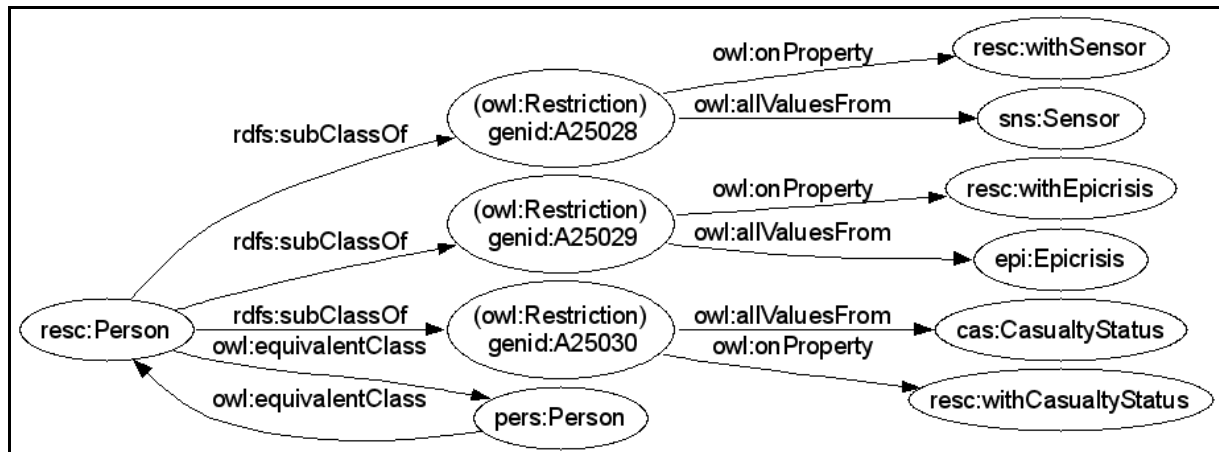 owl:onProperty
resc:withSensor
(owl:Restriction)
genid:A25028
owl:allValuesFrom
sns:Sensor
rdfs:subClassOf
owl:onProperty
resc:withEpicrisis
(owl:Restriction)
genid:A25029
owl:allValuesFrom
epi:Epicrisis
rdfs:subClassOf
resc:Person
rdfs:subClassOf
(owl:Restriction)
genid:A25030
owl:allValuesFrom
cas:CasualtyStatus
owl:equivalentClass
owl:onProperty
resc:withCasualtyStatus
owl:equivalentClass
pers:Person